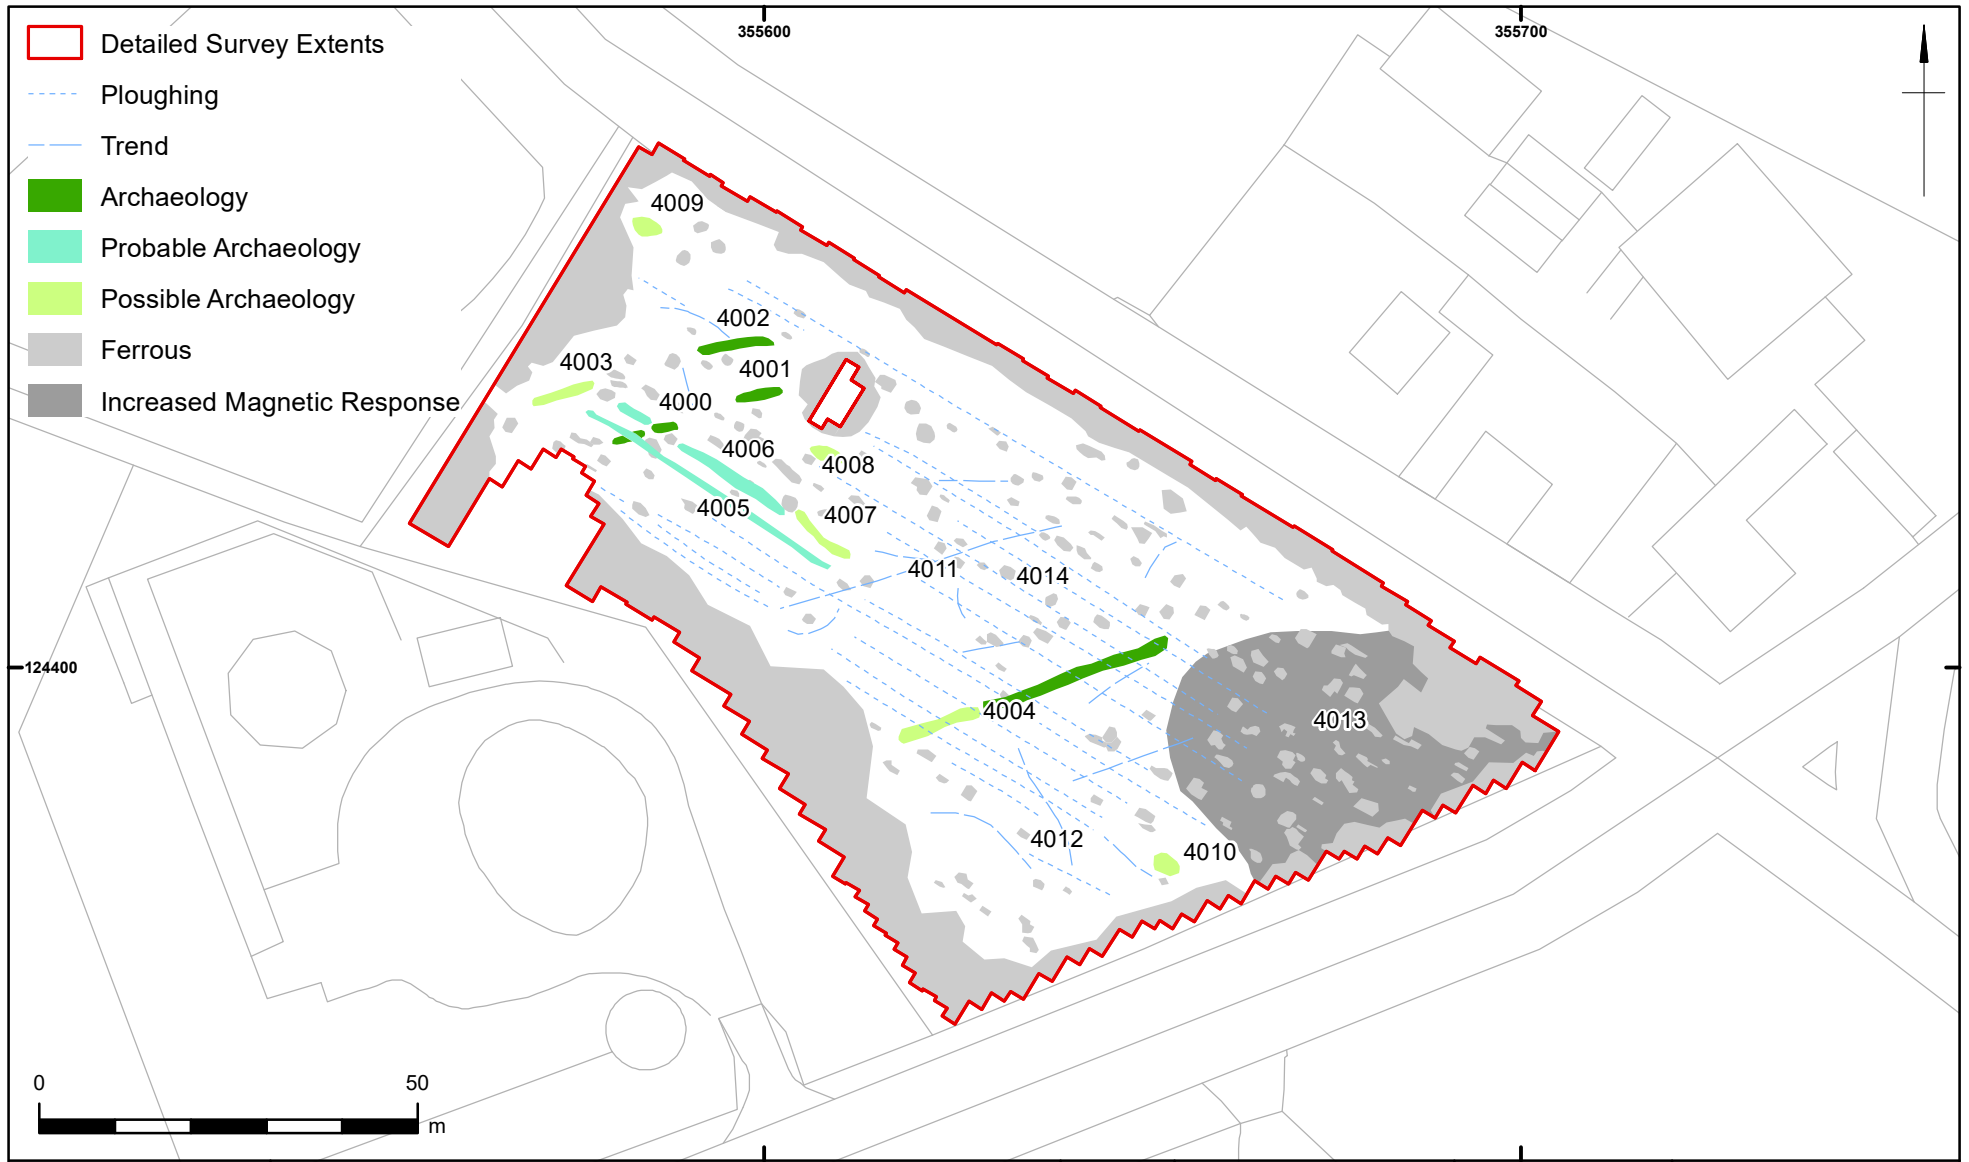 Detailed Survey Extents
Ploughing
Trend
Archaeology
Probable Archaeology
Possible Archaeology
Ferrous
Increased Magnetic Response
355600
355700
124400
4009
4002
4003
4001
4000
4006
4008
4005
4007
4011
4014
4004
4013
4012
4010
0 50
m